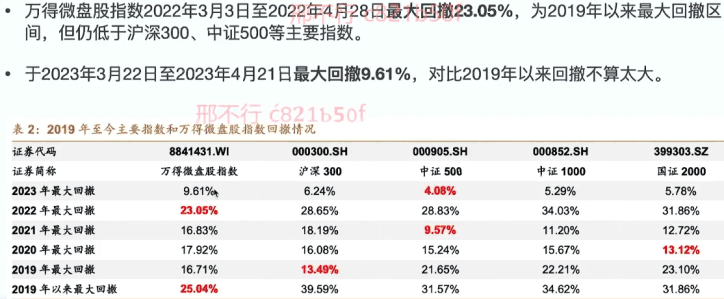 • 万得微盘股指数2022年3月3日至2022年4月28日最大回撤23.05%，为2019年以来最大回撤区
间，但仍低于沪深300、中证500等主要指数。
• 于2023年3月22日至2023年4月21日最大回撤9.61%，对比2019年以来回撤不算太大。
邢不行 c821b50f
表 2：2019 年至今主要指数和万得微盘股指数回撤情况
证券代码 8841431.WI 000300.SH 000905.SH 000852.SH 399303.SZ
证券简称 万得微盘股指数 沪深 300 中证 500 中证 1000 国证 2000
2023 年最大回撤 9.61% 6.24% 4.08% 5.29% 5.78%
2022 年最大回撤 23.05% 28.65% 28.83% 34.03% 31.86%
2021 年最大回撤 16.83% 18.19% 9.57% 11.20% 12.72%
2020 年最大回撤 17.92% 16.08% 15.24% 15.67% 13.12%
2019 年最大回撤 16.71% 13.49% 21.65% 22.21% 23.10%
2019 年以来最大回撤 25.04% 39.59% 31.57% 34.62% 31.86%